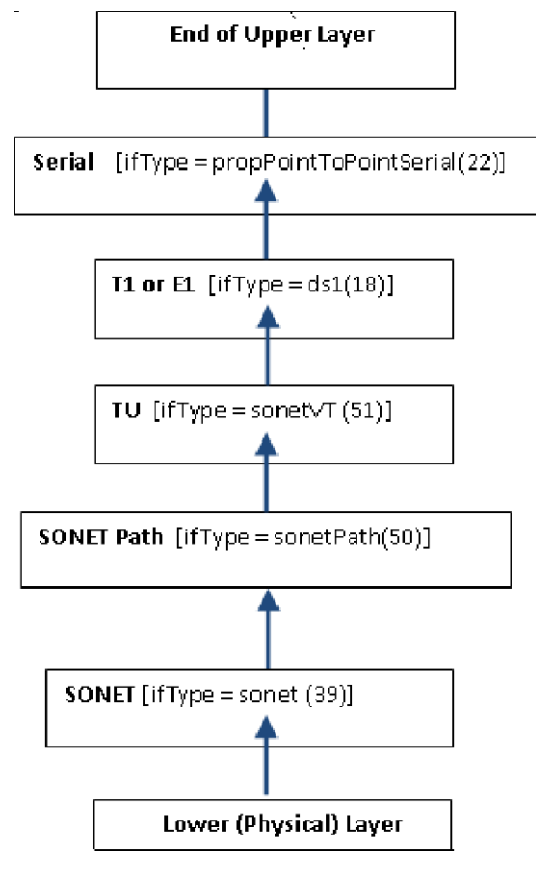 End of Upper Layer
Serial [ifType = propPointToPointSerial(22)]
T1 or E1 [ifType = ds1(18)]
TU [ifType = sonetVT (51)]
SONET Path [ifType = sonetPath(50)]
SONET [ifType = sonet (39)]
Lower (Physical) Layer